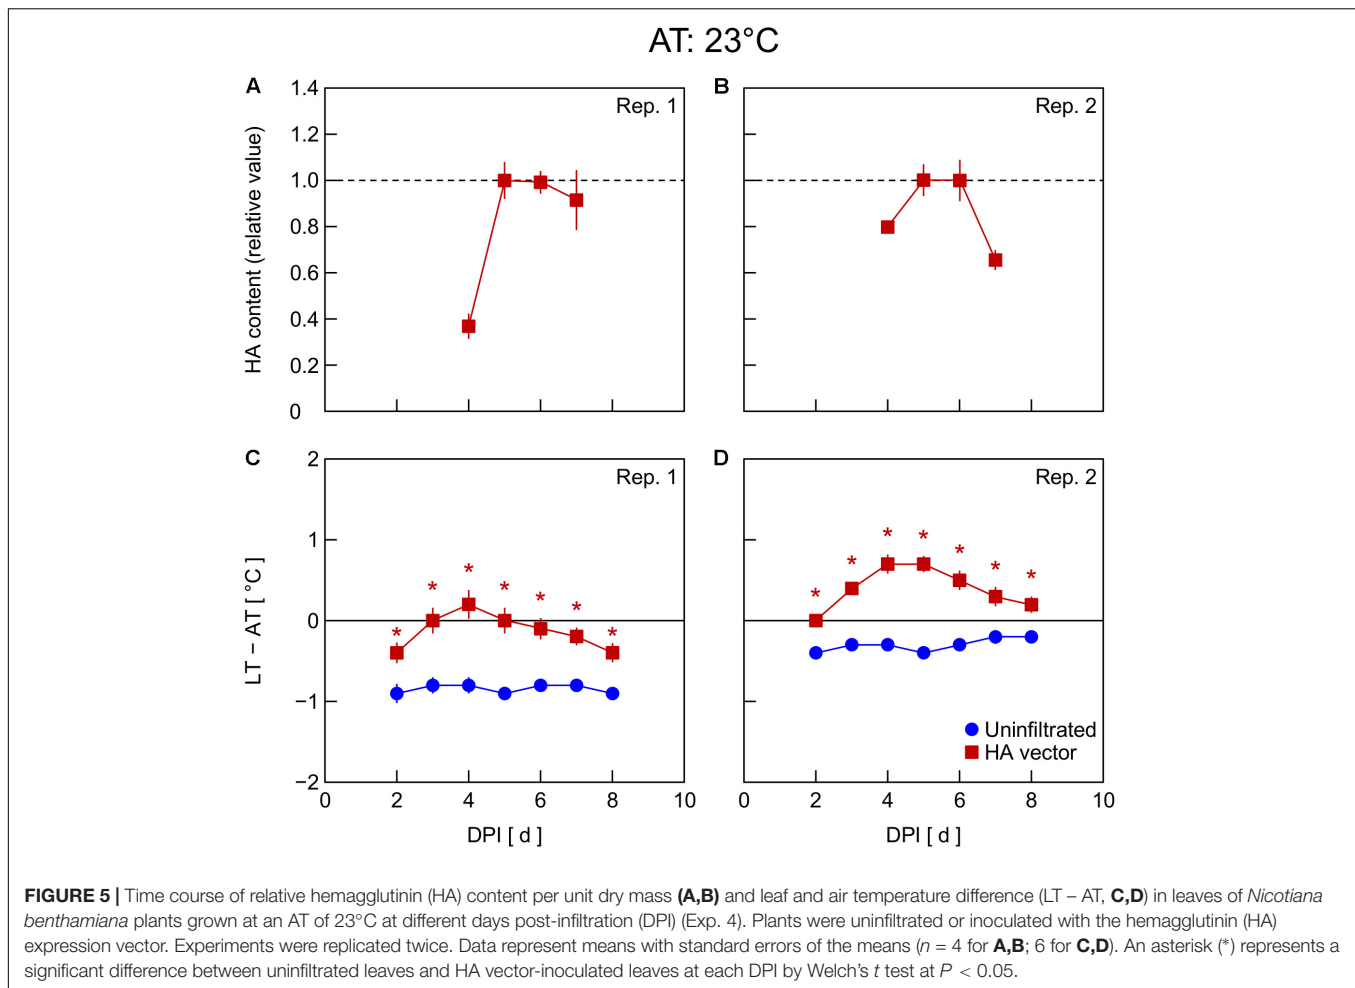 AT: 23°C
A
Rep. 1
1.4
1.2
1.0
0.8
0.6
0.4
0.2
0
HA content (relative value)
B
Rep. 2
C
Rep. 1
2
1
0
−1
−2
LT – AT [ °C ]
* * * * * * *
0 2 4 6 8 10
DPI [ d ]
D
Rep. 2
* * * * * * *
Uninfiltrated
HA vector
0 2 4 6 8 10
DPI [ d ]
FIGURE 5 | Time course of relative hemagglutinin (HA) content per unit dry mass (A,B) and leaf and air temperature difference (LT – AT, C,D) in leaves of Nicotiana
benthamiana plants grown at an AT of 23°C at different days post-infiltration (DPI) (Exp. 4). Plants were uninfiltrated or inoculated with the hemagglutinin (HA)
expression vector. Experiments were replicated twice. Data represent means with standard errors of the means (n = 4 for A,B; 6 for C,D). An asterisk (*) represents a
significant difference between uninfiltrated leaves and HA vector-inoculated leaves at each DPI by Welch's t test at P < 0.05.